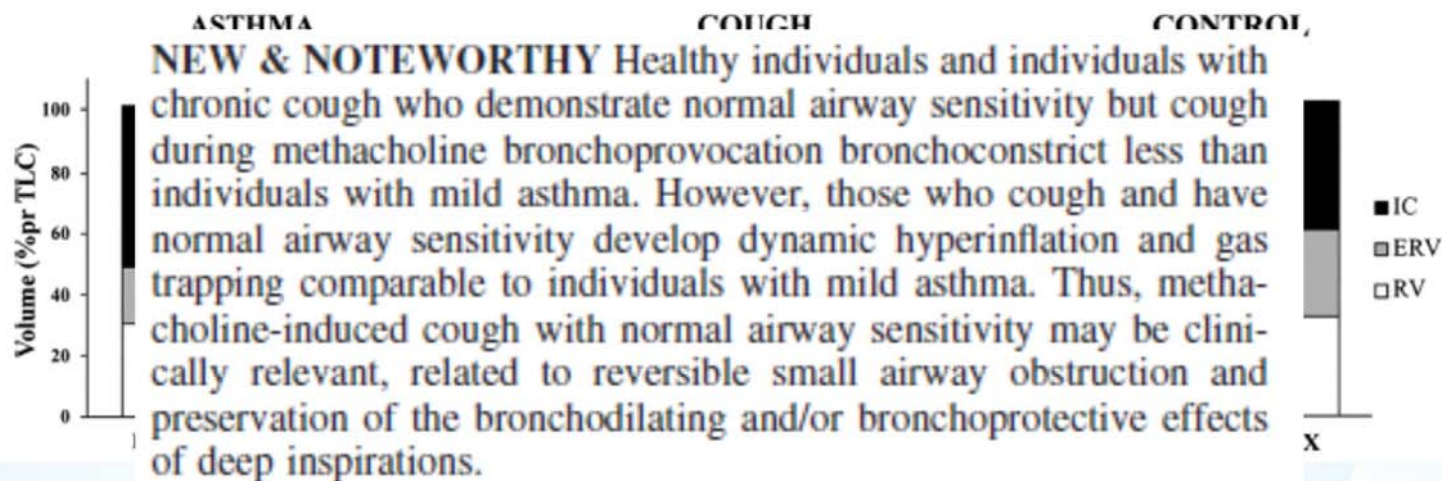 ASTHMA COUGH CONTROL
NEW & NOTEWORTHY Healthy individuals and individuals with
chronic cough who demonstrate normal airway sensitivity but cough
during methacholine bronchoprovocation bronchoconstrict less than
individuals with mild asthma. However, those who cough and have
normal airway sensitivity develop dynamic hyperinflation and gas
trapping comparable to individuals with mild asthma. Thus, metha-
choline-induced cough with normal airway sensitivity may be clini-
cally relevant, related to reversible small airway obstruction and
preservation of the bronchodilating and/or bronchoprotective effects
of deep inspirations.
Volume (%pr TLC)
100
80
60
40
20
0
X
IC
ERV
RV